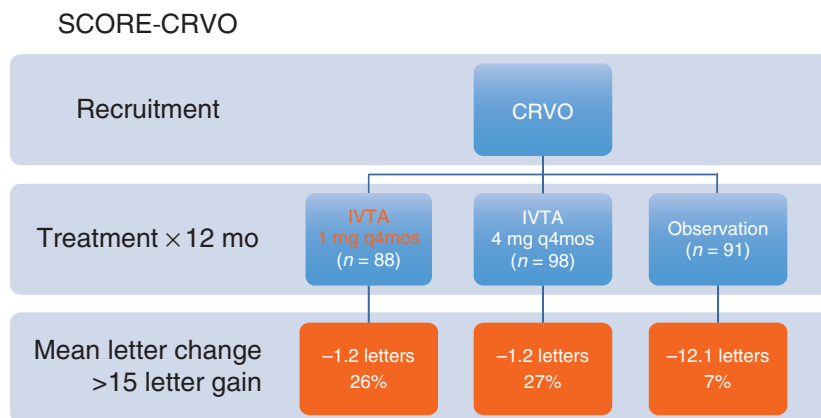 SCORE-CRVO
Recruitment
CRVO
Treatment × 12 mo
IVTA
1 mg q4mos
(n = 88)
IVTA
4 mg q4mos
(n = 98)
Observation
(n = 91)
Mean letter change
>15 letter gain
–1.2 letters
26%
–1.2 letters
27%
–12.1 letters
7%